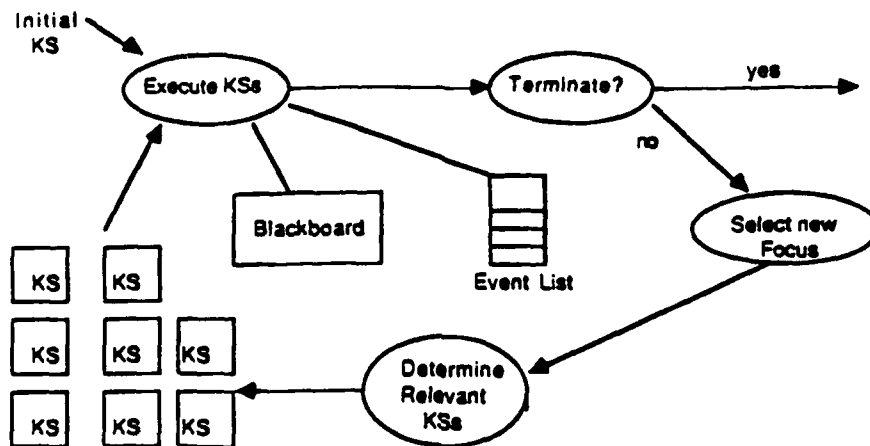 Initial
KS
Execute KSs
Terminate?
yes
no
Blackboard
Select new
Focus
Event List
KS KS
KS KS KS
Determine
Relevant
KSs
KS KS KS